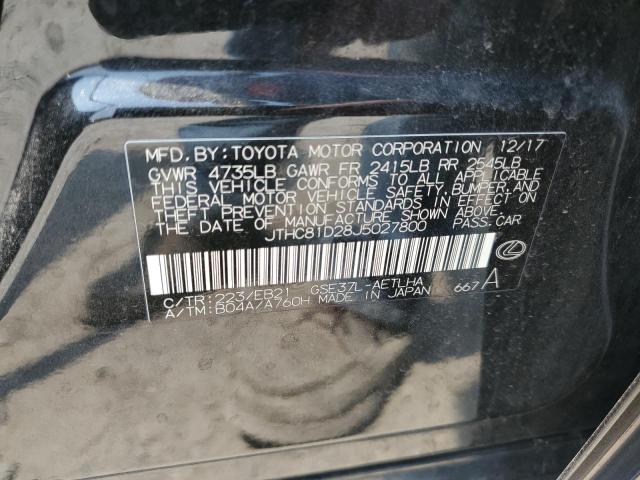 MFD. BY: TOYOTA MOTOR CORPORATION 12/17
GVWR 4735LB GAWR FR 2415LB RR 2545LB
THIS VEHICLE CONFORMS TO ALL APPLICABLE
FEDERAL MOTOR VEHICLE SAFETY, BUMPER, AND
THEFT PREVENTION STANDARDS IN EFFECT ON
THE DATE OF MANUFACTURE SHOWN ABOVE.
JTHC81D28J5027800 PASS.CAR
C/TR:223/EB21 GSE37L-AETLHA
A/TM:B04A/A760H MADE IN JAPAN 667 A